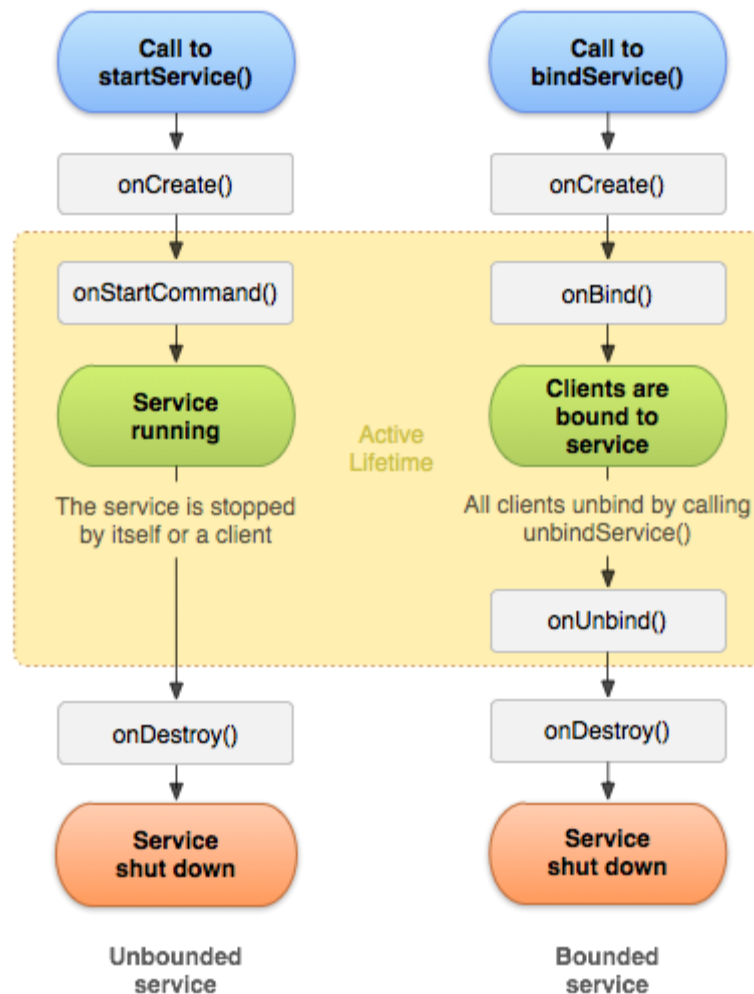 Call to
startService()
onCreate()
onStartCommand()
Service
running
The service is stopped
by itself or a client
onDestroy()
Service
shut down
Unbounded
service
Active
Lifetime
Call to
bindService()
onCreate()
onBind()
Clients are
bound to
service
All clients unbind by calling
unbindService()
onUnbind()
onDestroy()
Service
shut down
Bounded
service